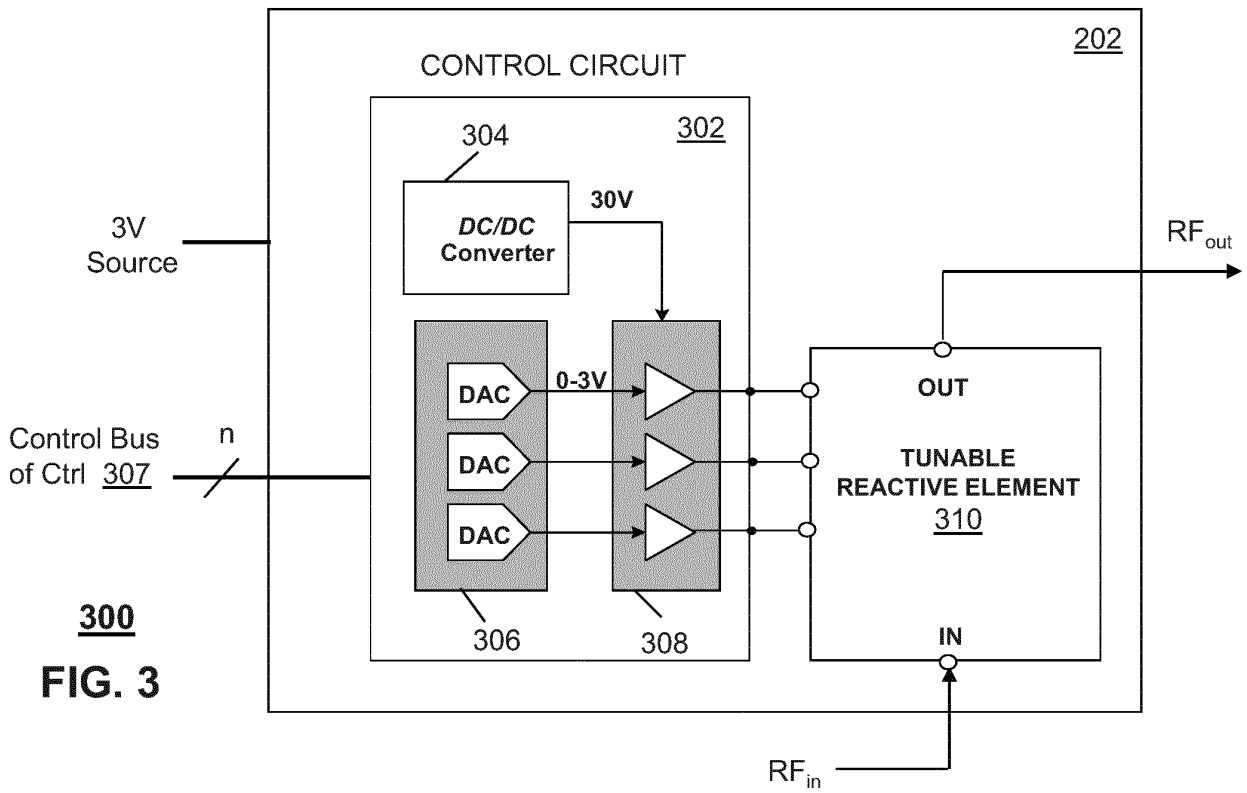 202
CONTROL CIRCUIT
302
304
30V
DC/DC
Converter
3V
Source
RFout
DAC
0-3V
DAC
DAC
OUT
TUNABLE
REACTIVE ELEMENT
310
Control Bus
of Ctrl 307
n
306
308
IN
300
FIG. 3
RFin